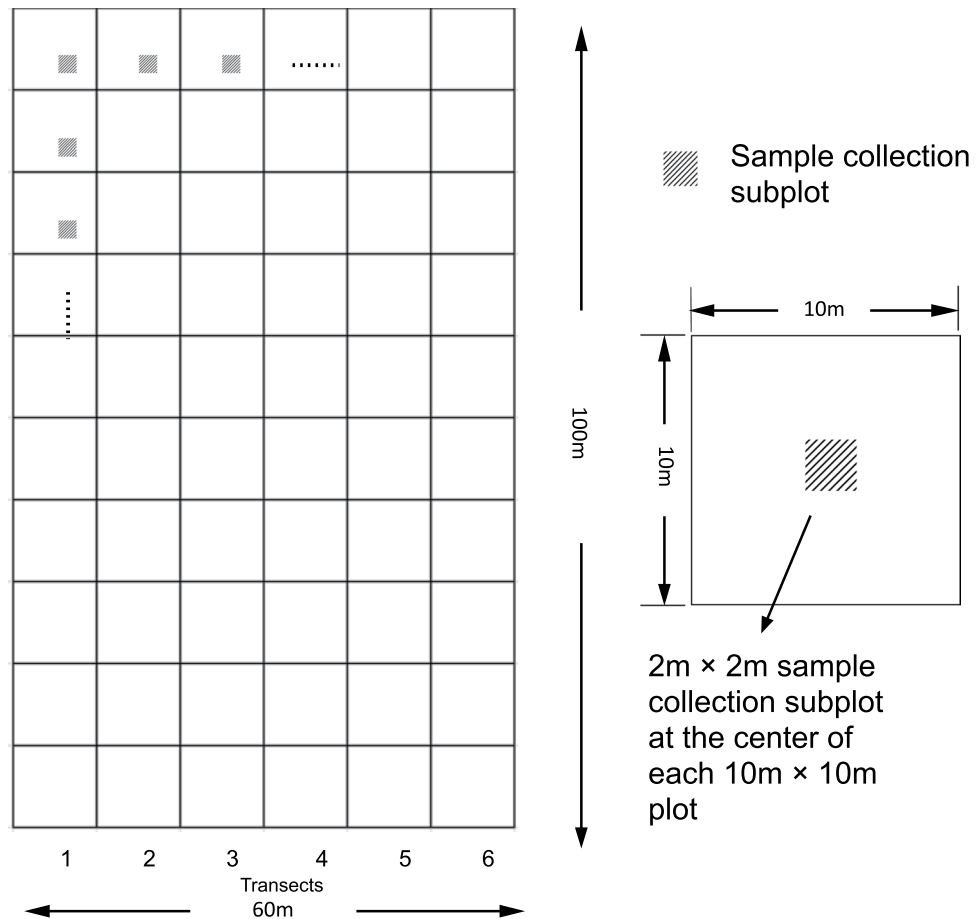 Sample collection
subplot
10m
10m
100m
2m × 2m sample
collection subplot
at the center of
each 10m × 10m
plot
1 2 3 4 5 6
Transects
60m